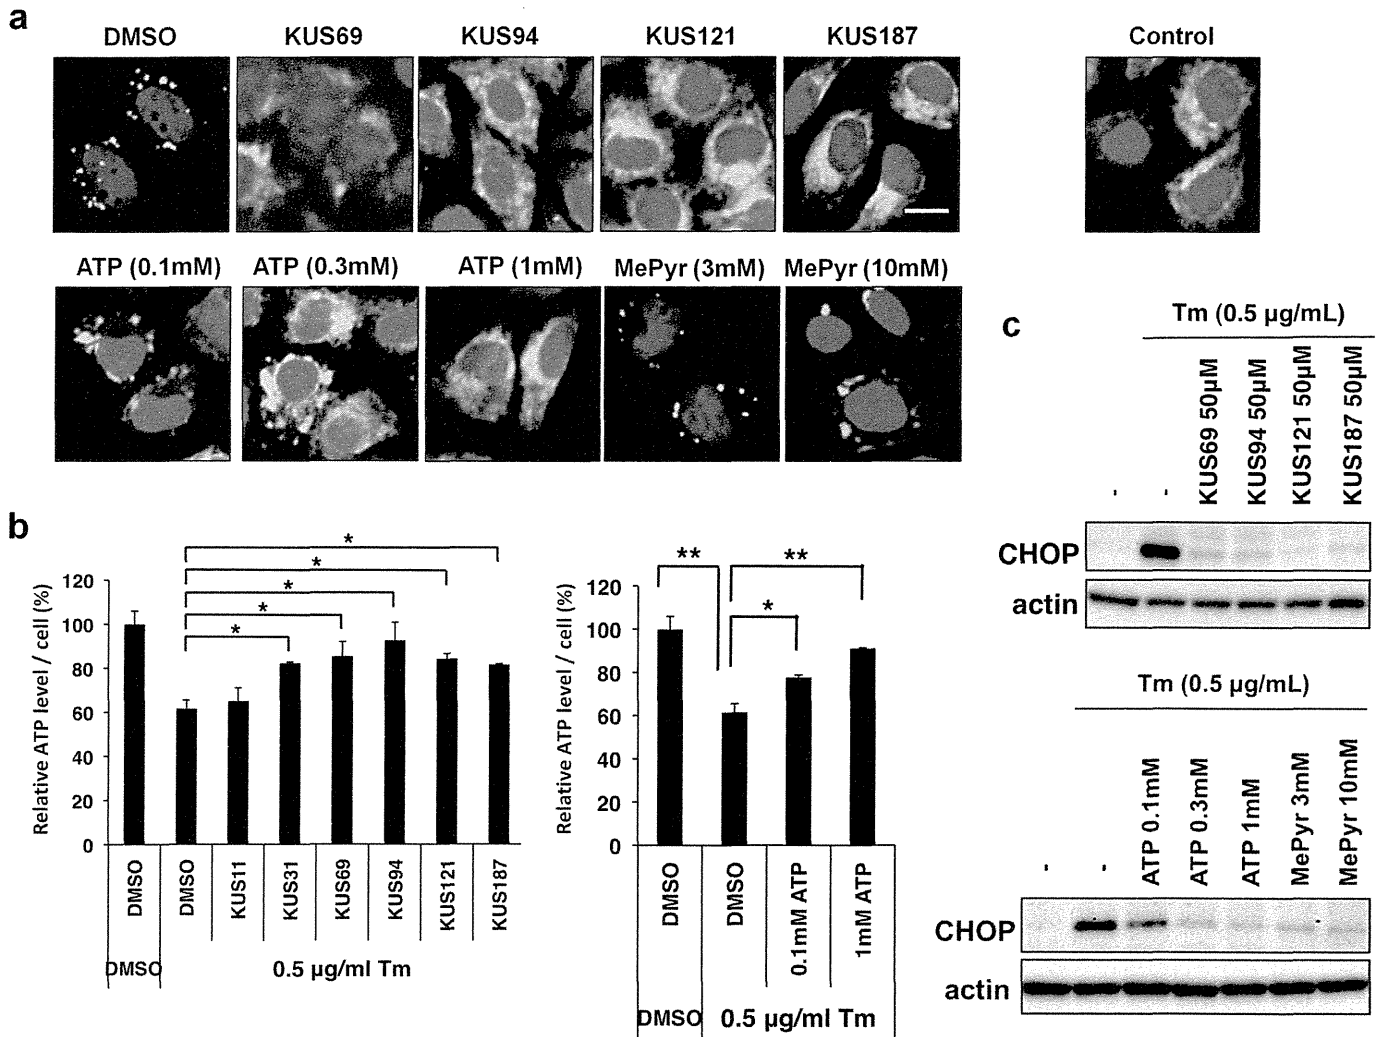 a
DMSO KUS69 KUS94 KUS121 KUS187 Control
ATP (0.1mM) ATP (0.3mM) ATP (1mM) MePyr (3mM) MePyr (10mM)
c
Tm (0.5 µg/mL)
- - KUS69 50µM KUS94 50µM KUS121 50µM KUS187 50µM
CHOP
actin
Tm (0.5 µg/mL)
- - ATP 0.1mM ATP 0.3mM ATP 1mM MePyr 3mM MePyr 10mM
CHOP
actin
b
* * * * *
Relative ATP level / cell (%)
120
100
80
60
40
20
0
DMSO DMSO KUS11 KUS31 KUS69 KUS94 KUS121 KUS187
DMSO 0.5 µg/ml Tm
** * **
Relative ATP level / cell (%)
120
100
80
60
40
20
0
DMSO DMSO 0.1mM ATP 1mM ATP
DMSO 0.5 µg/ml Tm